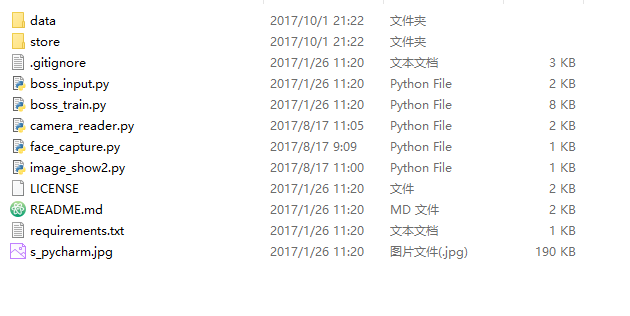 data 2017/10/1 21:22 文件夹
store 2017/10/1 21:22 文件夹
.gitignore 2017/1/26 11:20 文本文档 3 KB
boss_input.py 2017/1/26 11:20 Python File 2 KB
boss_train.py 2017/1/26 11:20 Python File 8 KB
camera_reader.py 2017/8/17 11:05 Python File 2 KB
face_capture.py 2017/8/17 9:09 Python File 1 KB
image_show2.py 2017/8/17 11:00 Python File 1 KB
LICENSE 2017/1/26 11:20 文件 2 KB
README.md 2017/1/26 11:20 MD 文件 2 KB
requirements.txt 2017/1/26 11:20 文本文档 1 KB
s_pycharm.jpg 2017/1/26 11:20 图片文件(.jpg) 190 KB